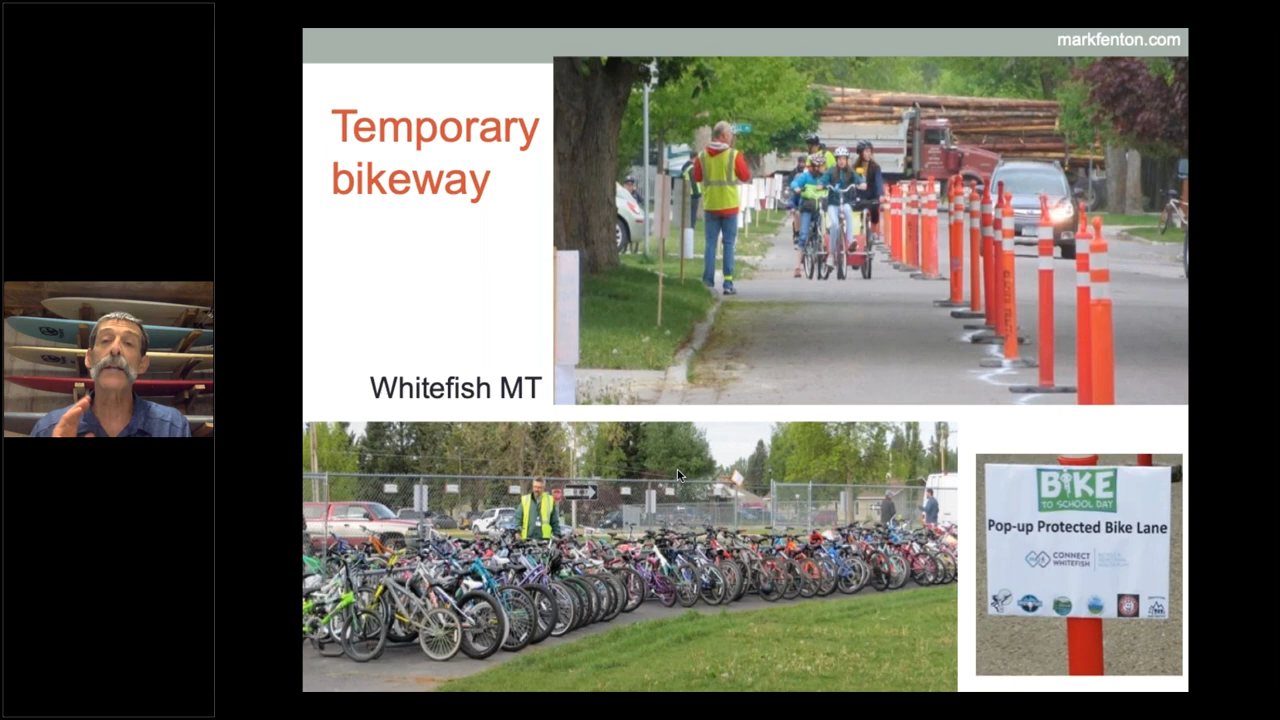 markfenton.com
Temporary
bikeway
Whitefish MT
BIKE
TO SCHOOL DAY
Pop-up Protected Bike Lane
CONNECT
WHITEFISH